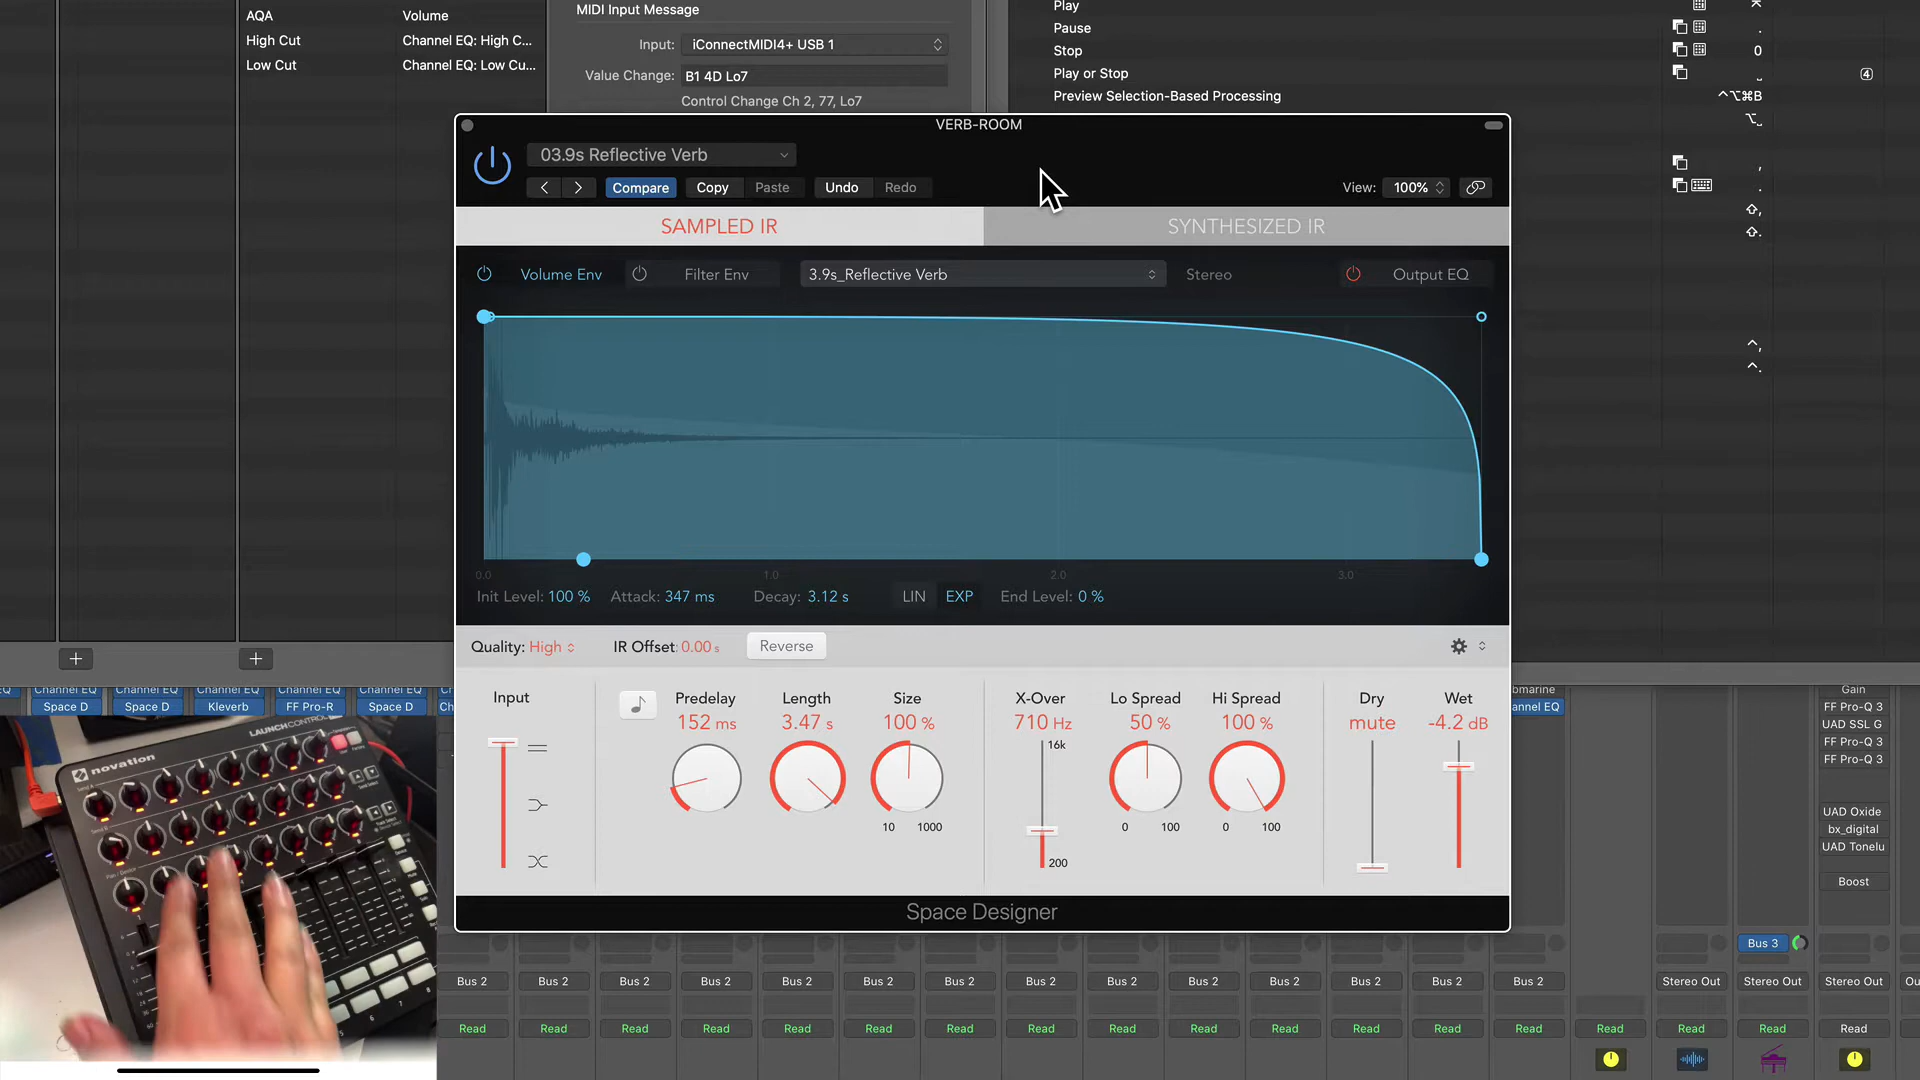 AQA Volume
High Cut Channel EQ: High C...
Low Cut Channel EQ: Low Cu...
MIDI Input Message
Input: iConnectMIDI4+ USB 1
Value Change: B1 4D Lo7
Control Change Ch 2, 77, Lo7
Play
Pause .
Stop 0
Play or Stop 4
Preview Selection-Based Processing ^⌥⌘B
VERB-ROOM
03.9s Reflective Verb
Compare Copy Paste Undo Redo View: 100%
SAMPLED IR SYNTHESIZED IR
Volume Env Filter Env 3.9s_Reflective Verb Stereo Output EQ
0.0 1.0 2.0 3.0
Init Level: 100 % Attack: 347 ms Decay: 3.12 s LIN EXP End Level: 0 %
Quality: High IR Offset: 0.00 s Reverse
Input Predelay Length Size X-Over Lo Spread Hi Spread Dry Wet
152 ms 3.47 s 100 % 710 Hz 50 % 100 % mute -4.2 dB
16k
10 1000 0 100 0 100
200
Space Designer
EQ Channel EQ Channel EQ Channel EQ Channel EQ Channel EQ
Space D Space D Kleverb FF Pro-R Space D
novation
LAUNCHCONTROL
Gain
FF Pro-Q 3
UAD SSL G
FF Pro-Q 3
FF Pro-Q 3
UAD Oxide
bx_digital
UAD Tonelu
Boost
Bus 3
Bus 2 Bus 2 Bus 2 Bus 2 Bus 2 Bus 2 Bus 2 Bus 2 Bus 2 Bus 2 Bus 2 Bus 2 Bus 2 Bus 2 Stereo Out Stereo Out Stereo Out
Read Read Read Read Read Read Read Read Read Read Read Read Read Read Read Read Read Read